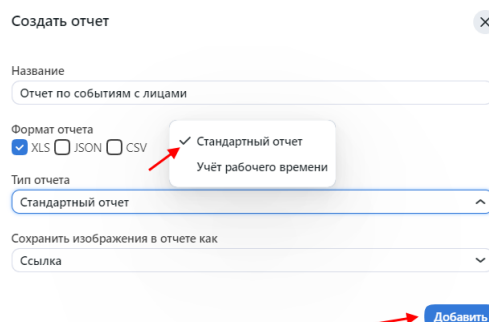 Создать отчет
Название
Отчет по событиям с лицами
Формат отчета
XLS JSON CSV
Стандартный отчет
Учёт рабочего времени
Тип отчета
Стандартный отчет
Сохранить изображения в отчете как
Ссылка
Добавить